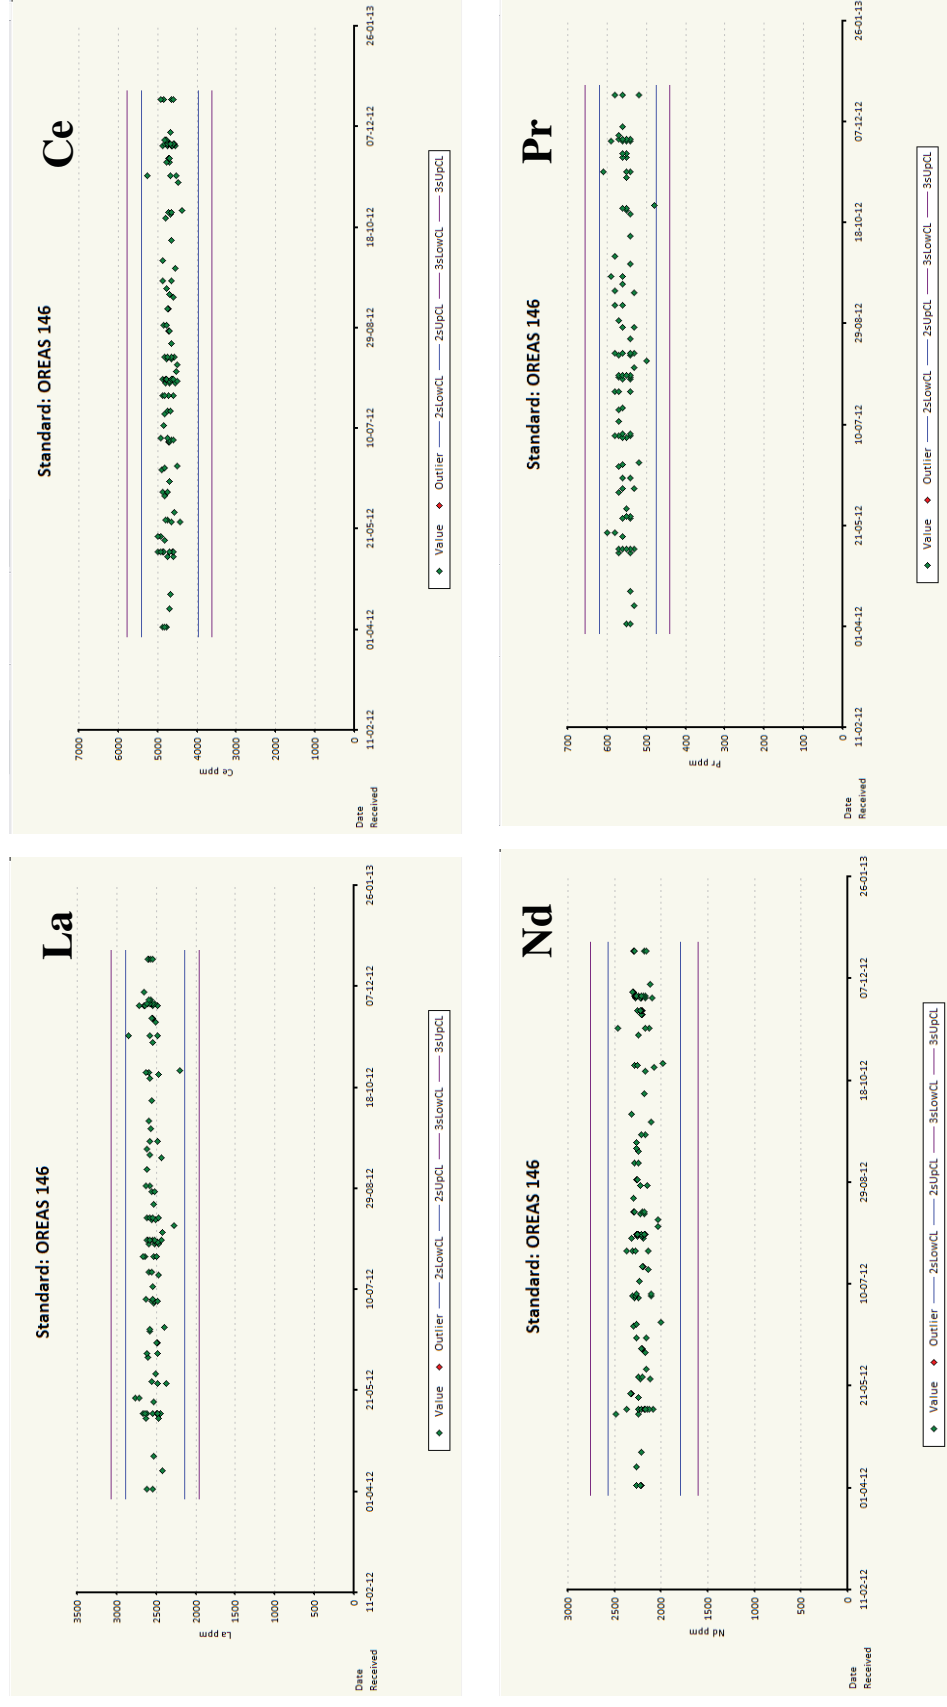 La
Standard: OREAS 146
3500
3000
2500
2000
1500
1000
500
0
La ppm
11-02-12 01-04-12 21-05-12 10-07-12 29-08-12 18-10-12 07-12-12 26-01-13
Date
Received
Value Outlier 2sLowCL 2sUpCL 3sLowCL 3sUpCL
Ce
Standard: OREAS 146
7000
6000
5000
4000
3000
2000
1000
0
Ce ppm
11-02-12 01-04-12 21-05-12 10-07-12 29-08-12 18-10-12 07-12-12 26-01-13
Date
Received
Value Outlier 2sLowCL 2sUpCL 3sLowCL 3sUpCL
Nd
Standard: OREAS 146
3000
2500
2000
1500
1000
500
0
Nd ppm
11-02-12 01-04-12 21-05-12 10-07-12 29-08-12 18-10-12 07-12-12 26-01-13
Date
Received
Value Outlier 2sLowCL 2sUpCL 3sLowCL 3sUpCL
Pr
Standard: OREAS 146
700
600
500
400
300
200
100
0
Pr ppm
11-02-12 01-04-12 21-05-12 10-07-12 29-08-12 18-10-12 07-12-12 26-01-13
Date
Received
Value Outlier 2sLowCL 2sUpCL 3sLowCL 3sUpCL